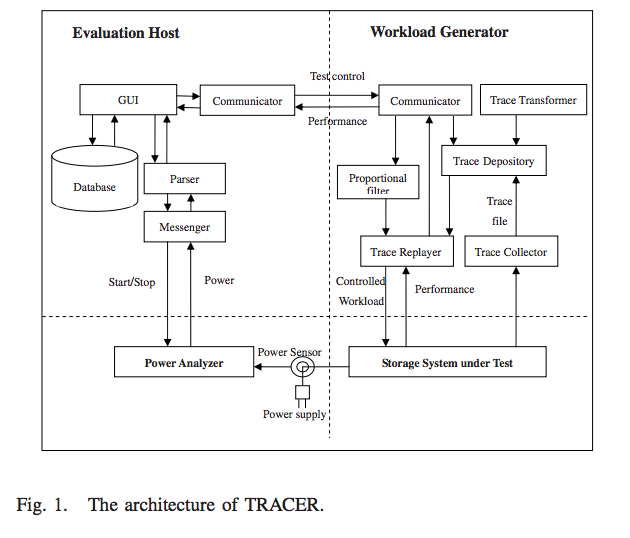 Evaluation Host
Workload Generator
Test control
GUI
Communicator
Communicator
Trace Transformer
Performance
Database
Parser
Proportional
filter
Trace Depository
Messenger
Trace
file
Trace Replayer
Trace Collector
Start/Stop
Power
Controlled
Workload
Performance
Power Sensor
Power Analyzer
Storage System under Test
Power supply
Fig. 1. The architecture of TRACER.